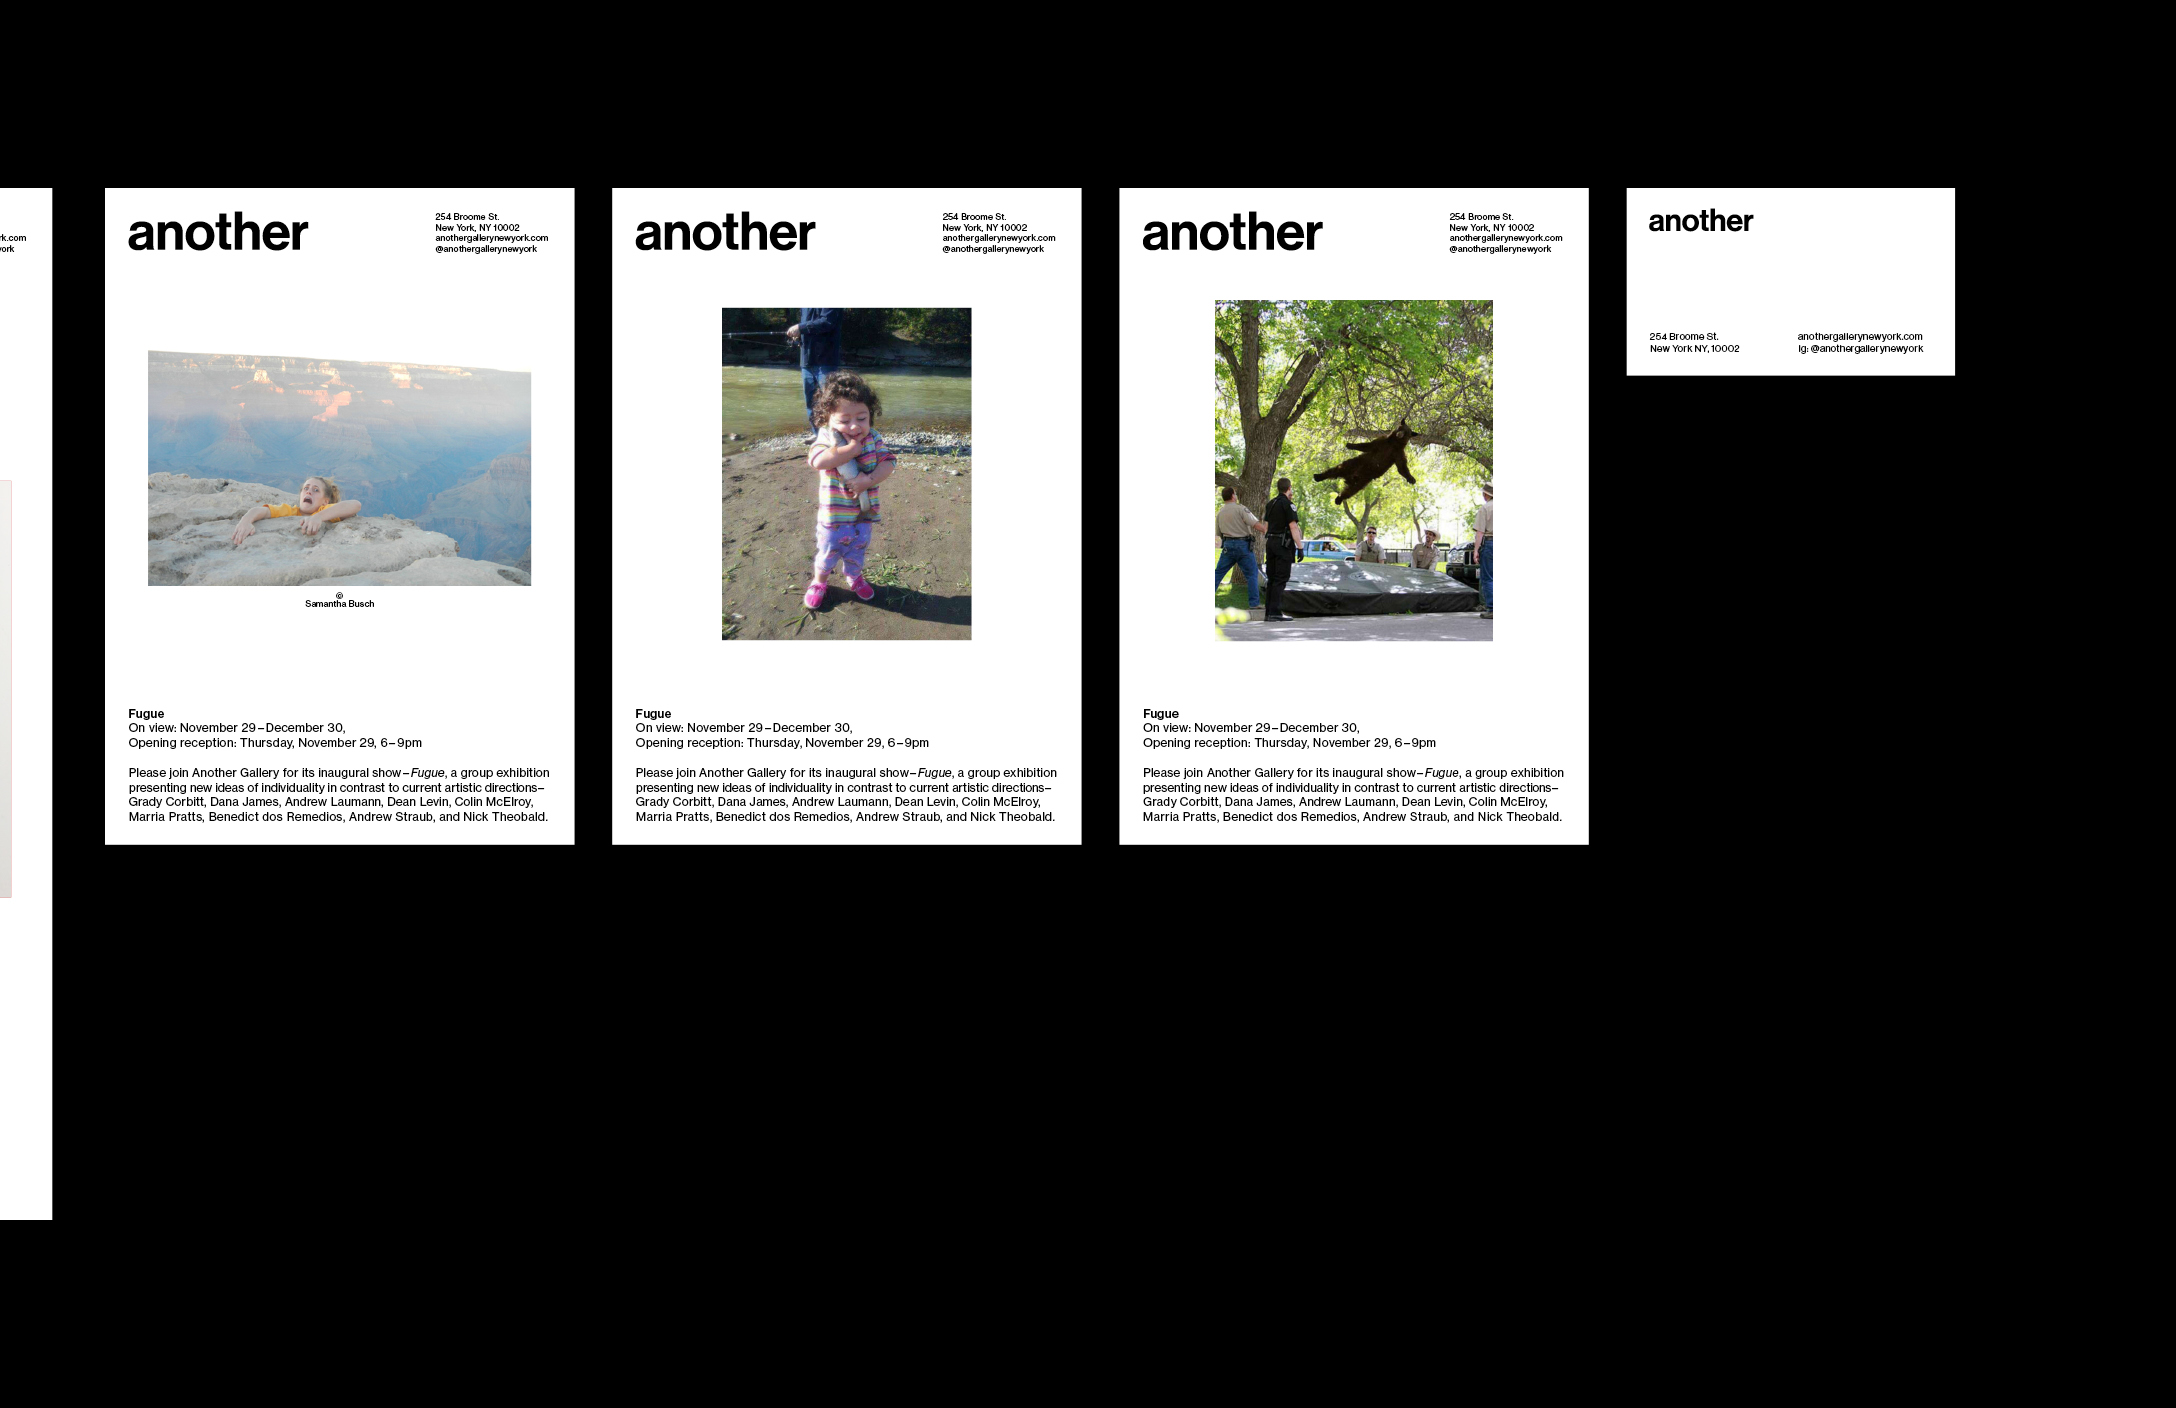 rk.com
york
another
254 Broome St.
New York, NY 10002
anothergallerynewyork.com
@anothergallerynewyork
©
Samantha Busch
Fugue
On view: November 29–December 30,
Opening reception: Thursday, November 29, 6–9pm
Please join Another Gallery for its inaugural show–Fugue, a group exhibition
presenting new ideas of individuality in contrast to current artistic directions–
Grady Corbitt, Dana James, Andrew Laumann, Dean Levin, Colin McElroy,
Marria Pratts, Benedict dos Remedios, Andrew Straub, and Nick Theobald.
another
254 Broome St.
New York, NY 10002
anothergallerynewyork.com
@anothergallerynewyork
Fugue
On view: November 29–December 30,
Opening reception: Thursday, November 29, 6–9pm
Please join Another Gallery for its inaugural show–Fugue, a group exhibition
presenting new ideas of individuality in contrast to current artistic directions–
Grady Corbitt, Dana James, Andrew Laumann, Dean Levin, Colin McElroy,
Marria Pratts, Benedict dos Remedios, Andrew Straub, and Nick Theobald.
another
254 Broome St.
New York, NY 10002
anothergallerynewyork.com
@anothergallerynewyork
Fugue
On view: November 29–December 30,
Opening reception: Thursday, November 29, 6–9pm
Please join Another Gallery for its inaugural show–Fugue, a group exhibition
presenting new ideas of individuality in contrast to current artistic directions–
Grady Corbitt, Dana James, Andrew Laumann, Dean Levin, Colin McElroy,
Marria Pratts, Benedict dos Remedios, Andrew Straub, and Nick Theobald.
another
254 Broome St.
New York NY, 10002
anothergallerynewyork.com
Ig: @anothergallerynewyork